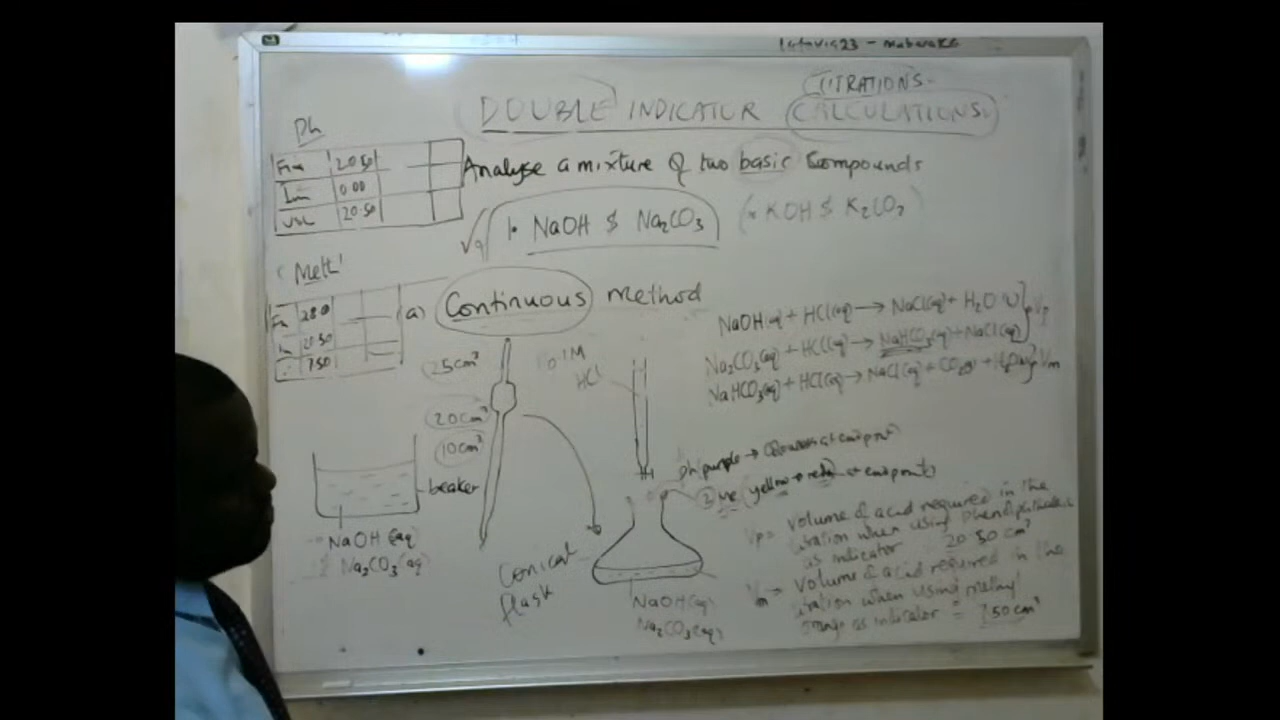 TITRATIONS.
DOUBLE INDICATOR CALCULATIONS.
Ph
Fin 20.50
0.00
20.50
Analyse a mixture of two basic Compounds
1. NaOH $ Na₂CO₃
KOH $ K₂CO₃
Meth
28.0
20.50
7.50
a) Continuous method
NaOH(aq) + HCl(aq) → NaCl(aq) + H₂O(l) } Vp
Na₂CO₃(aq) + HCl(aq) → NaHCO₃(aq) + NaCl(aq)
NaHCO₃(aq) + HCl(aq) → NaCl(aq) + CO₂(g) + H₂O(l) } Vm
25cm³
20cm³
10cm³
0.1M
HCl
beaker
NaOH (aq)
Na₂CO₃(aq)
Conical
flask
NaOH(aq)
Na₂CO₃(aq)
ph purple → Colourless at endpoint
② me yellow → red at endpoint
Vp = Volume of acid required in the
titration when using phenolphthalein
as indicator 20.50 cm³
Vm = Volume of acid required in the
titration when using methyl
orange as indicator = 7.50 cm³